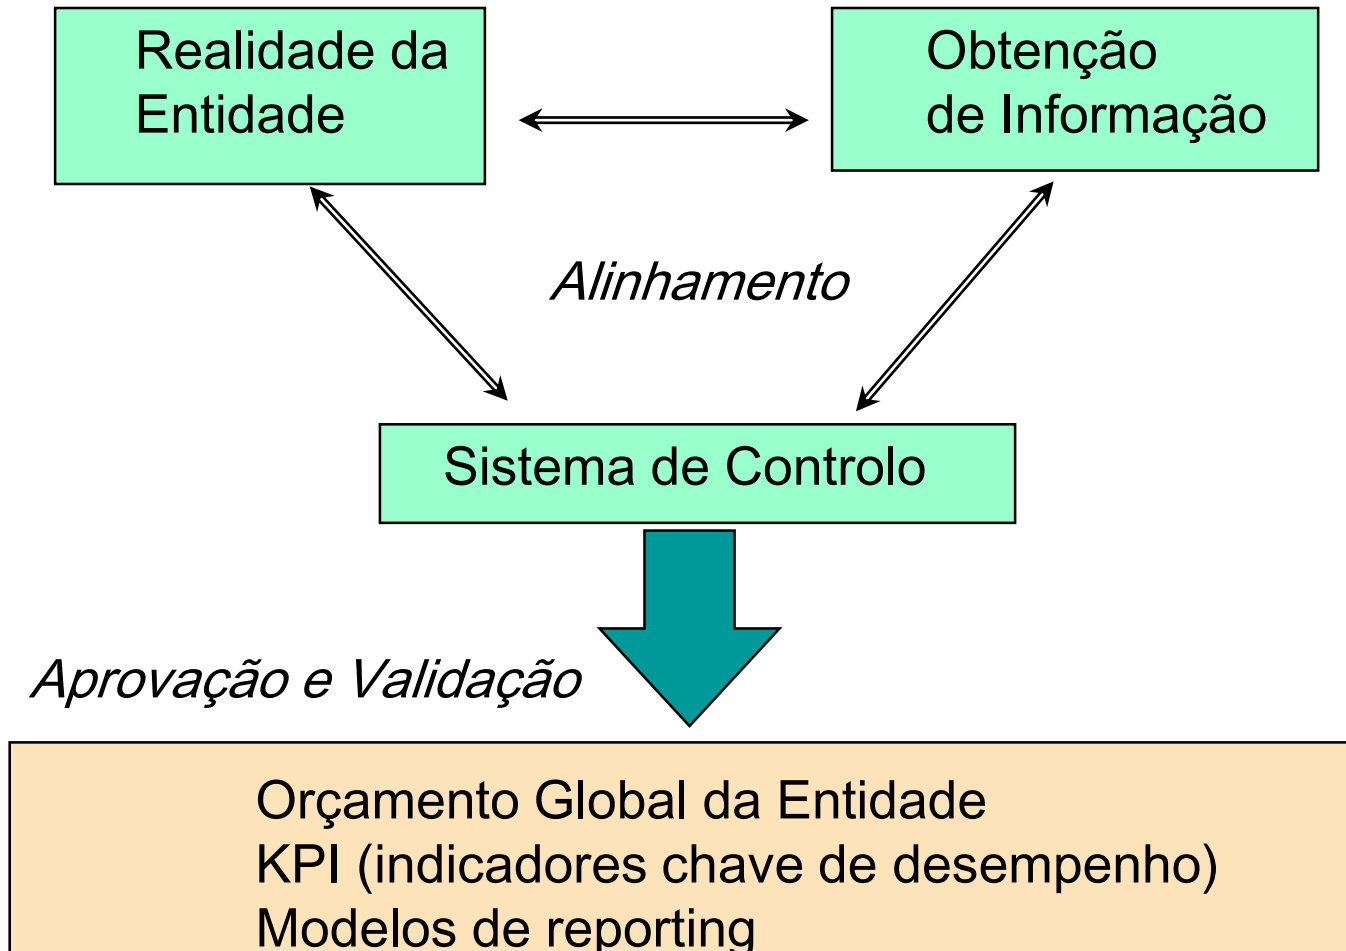 Realidade da
Entidade
Obtenção
de Informação
Alinhamento
Sistema de Controlo
Aprovação e Validação
Orçamento Global da Entidade
KPI (indicadores chave de desempenho)
Modelos de reporting